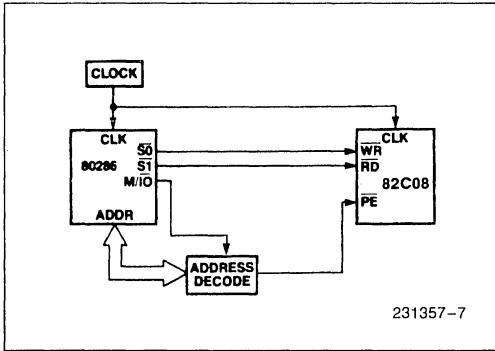 CLOCK
CLK
CLK
S0
WR
80286
S1
RD
M/IO
82C08
PE
ADDR
ADDRESS
DECODE
231357-7